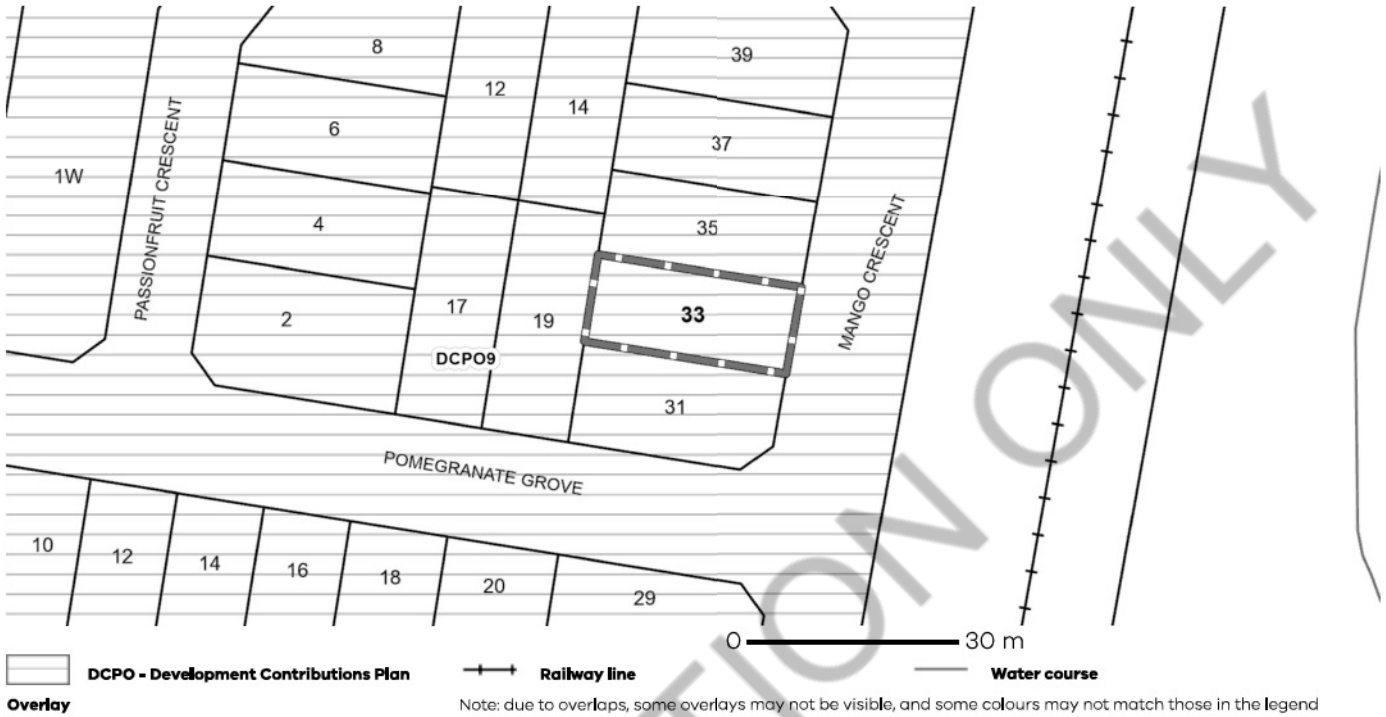 8
39
12
14
6
37
PASSIONFRUIT CRESCENT
1W
4
35
MANGO CRESCENT
33
17
2
19
DCPO9
31
POMEGRANATE GROVE
10
12
14
16
18
20
29
0 30 m
DCPO - Development Contributions Plan Railway line Water course
Overlay Note: due to overlaps, some overlays may not be visible, and some colours may not match those in the legend
TION ONLY